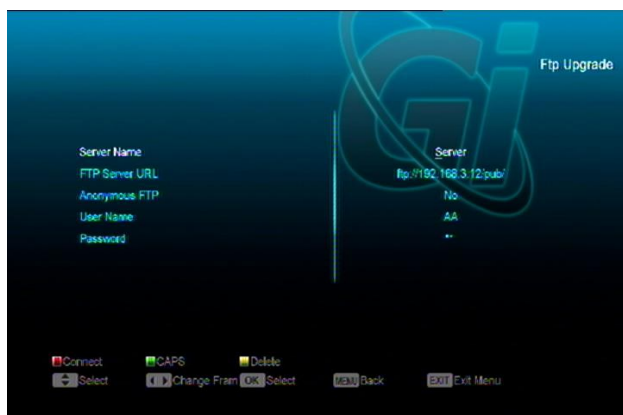 Gi
Ftp Upgrade
Server Name Server
FTP Server URL ftp://192.168.3.12/pub/
Anonymous FTP No
User Name AA
Password **
Connect CAPS Delete
Select Change Fram OK Select MENU Back EXIT Exit Menu